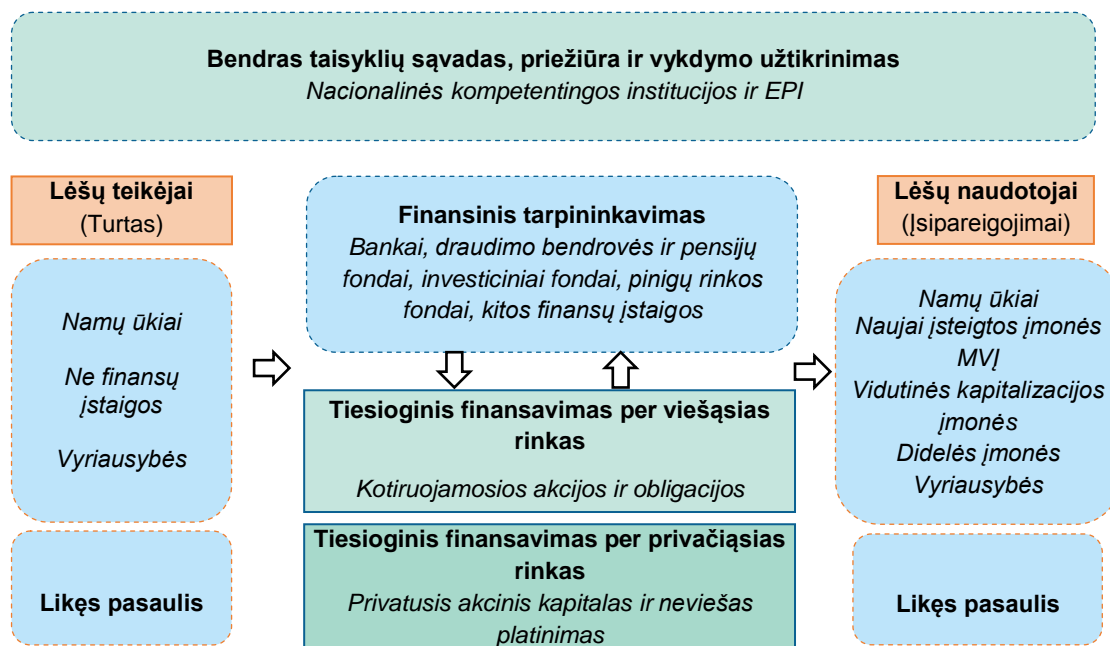 Bendras taisyklių sąvadas, priežiūra ir vykdymo užtikrinimas
Nacionalinės kompetentingos institucijos ir EPI
Lėšų teikėjai
(Turtas)
Namų ūkiai
Ne finansų
įstaigos
Vyriausybės
Likęs pasaulis
Finansinis tarpininkavimas
Bankai, draudimo bendrovės ir pensijų
fondai, investiciniai fondai, pinigų rinkos
fondai, kitos finansų įstaigos
Tiesioginis finansavimas per viešąsias
rinkas
Kotiruojamosios akcijos ir obligacijos
Tiesioginis finansavimas per privačiąsias
rinkas
Privatusis akcinis kapitalas ir neviešas
platinimas
Lėšų naudotojai
(Įsipareigojimai)
Namų ūkiai
Naujai įsteigtos įmonės
MVĮ
Vidutinės kapitalizacijos
įmonės
Didelės įmonės
Vyriausybės
Likęs pasaulis